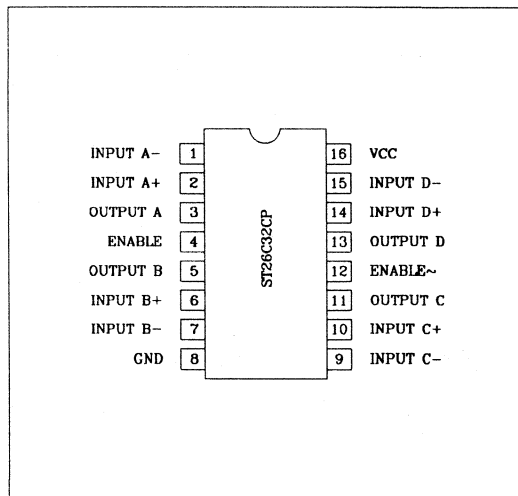 INPUT A- 1 16 VCC
INPUT A+ 2 15 INPUT D-
OUTPUT A 3 14 INPUT D+
ENABLE 4 13 OUTPUT D
OUTPUT B 5 12 ENABLE~
INPUT B+ 6 11 OUTPUT C
INPUT B- 7 10 INPUT C+
GND 8 9 INPUT C-
ST26C32CP